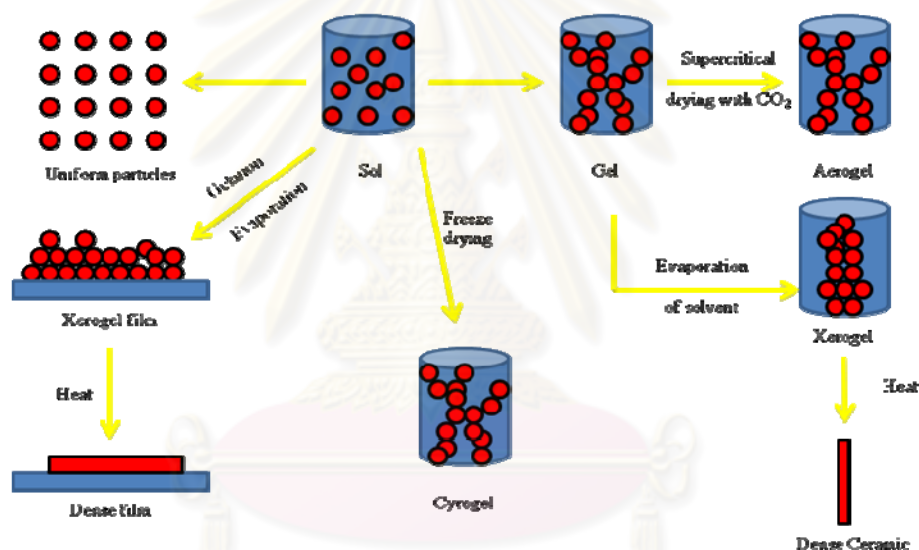 Supercritical
drying with CO2
Uniform particles
Sol
Gel
Aerogel
Gelation
Evaporation
Freeze
drying
Evaporation
of solvent
Xerogel film
Xerogel
Heat
Heat
Cyrogel
Dense film
Dense Ceramic